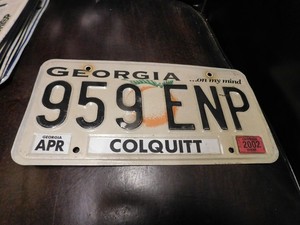 GEORGIA
...on my mind
959 ENP
GEORGIA
APR
COLQUITT
2002